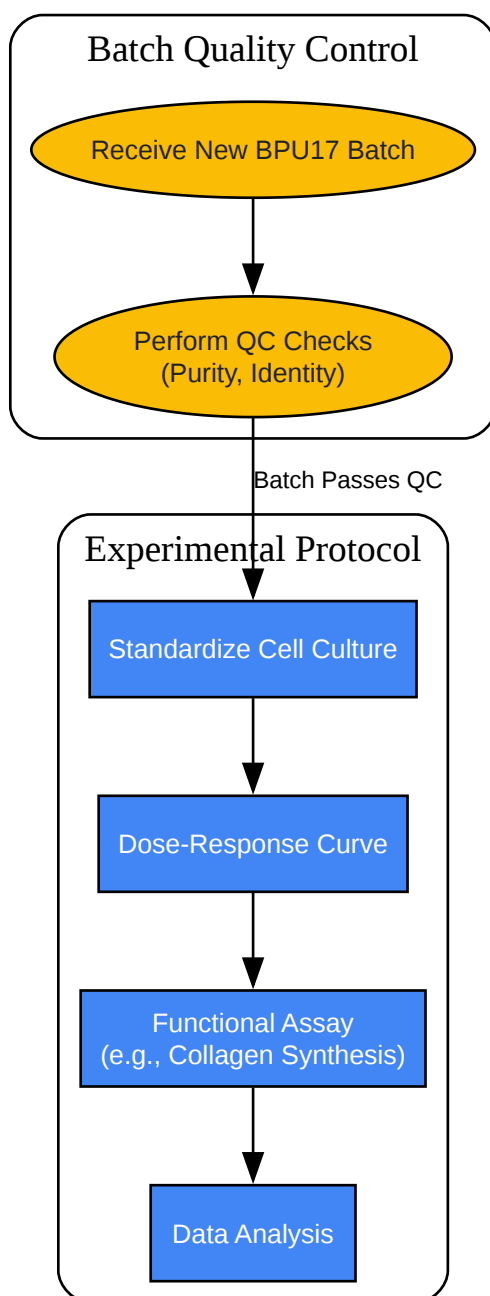 Batch Quality Control
Receive New BPU17 Batch
Perform QC Checks
(Purity, Identity)
Batch Passes QC
Experimental Protocol
Standardize Cell Culture
Dose-Response Curve
Functional Assay
(e.g., Collagen Synthesis)
Data Analysis